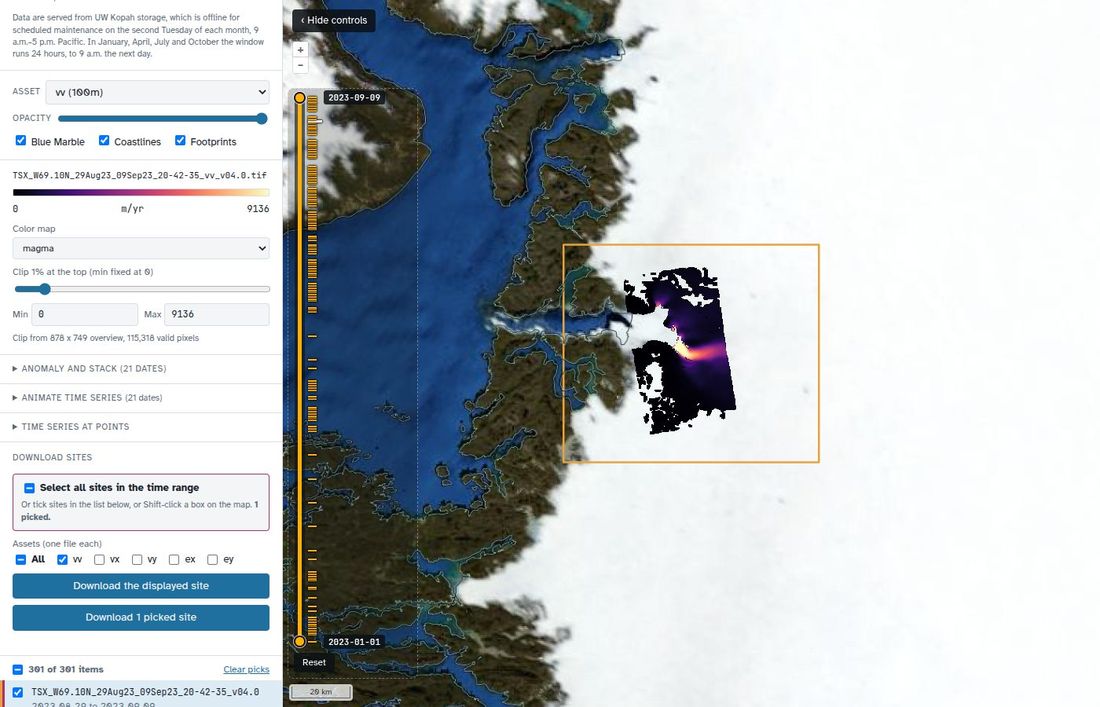 Data are served from UW Kopah storage, which is offline for
scheduled maintenance on the second Tuesday of each month, 9
a.m.–5 p.m. Pacific. In January, April, July and October the window
runs 24 hours, to 9 a.m. the next day.
ASSET vv (100m)
OPACITY
Blue Marble Coastlines Footprints
TSX_W69.10N_29Aug23_09Sep23_20-42-35_vv_v04.0.tif
0 m/yr 9136
Color map
magma
Clip 1% at the top (min fixed at 0)
Min 0 Max 9136
Clip from 878 x 749 overview, 115,318 valid pixels
▸ ANOMALY AND STACK (21 DATES)
▸ ANIMATE TIME SERIES (21 dates)
▸ TIME SERIES AT POINTS
DOWNLOAD SITES
Select all sites in the time range
Or tick sites in the list below, or Shift-click a box on the map. 1
picked.
Assets (one file each)
All vv vx vy ex ey
Download the displayed site
Download 1 picked site
301 of 301 items Clear picks
TSX_W69.10N_29Aug23_09Sep23_20-42-35_v04.0
2023-08-29 to 2023-09-09
‹ Hide controls
+
−
2023-09-09
2023-01-01
Reset
20 km